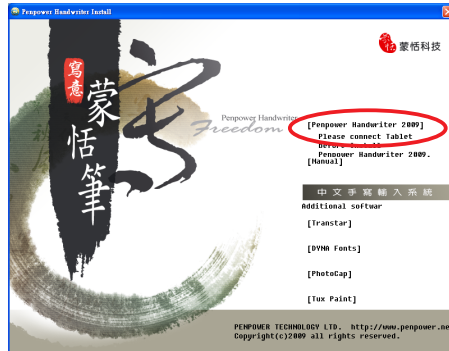 Penpower Handwriter Install
蒙恬科技
寫意
蒙恬筆
Penpower Handwriter
Freedom
[Penpower Handwriter 2009]
Please connect Tablet
before install
Penpower Handwriter 2009.
[Manual]
中文手寫輸入系統
Additional softwar
[Transtar]
[DYNA Fonts]
[PhotoCap]
[Tux Paint]
PENPOWER TECHNOLOGY LTD. http://www.penpower.ne
Copyright(c)2009 all rights reserved.